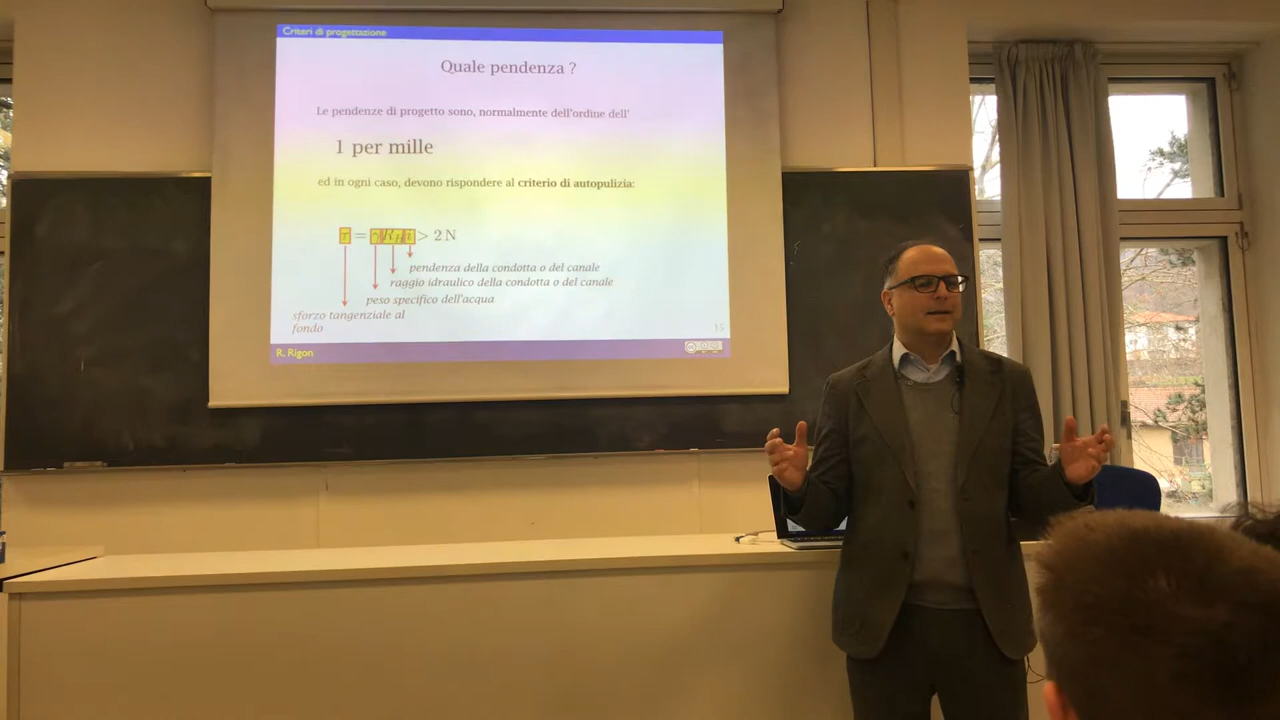 Criteri di progettazione
Quale pendenza ?
Le pendenze di progetto sono, normalmente dell'ordine dell'
1 per mille
ed in ogni caso, devono rispondere al criterio di autopulizia:
τ = γ R_H i > 2 N
pendenza della condotta o del canale
raggio idraulico della condotta o del canale
peso specifico dell'acqua
sforzo tangenziale al
fondo
15
R. Rigon